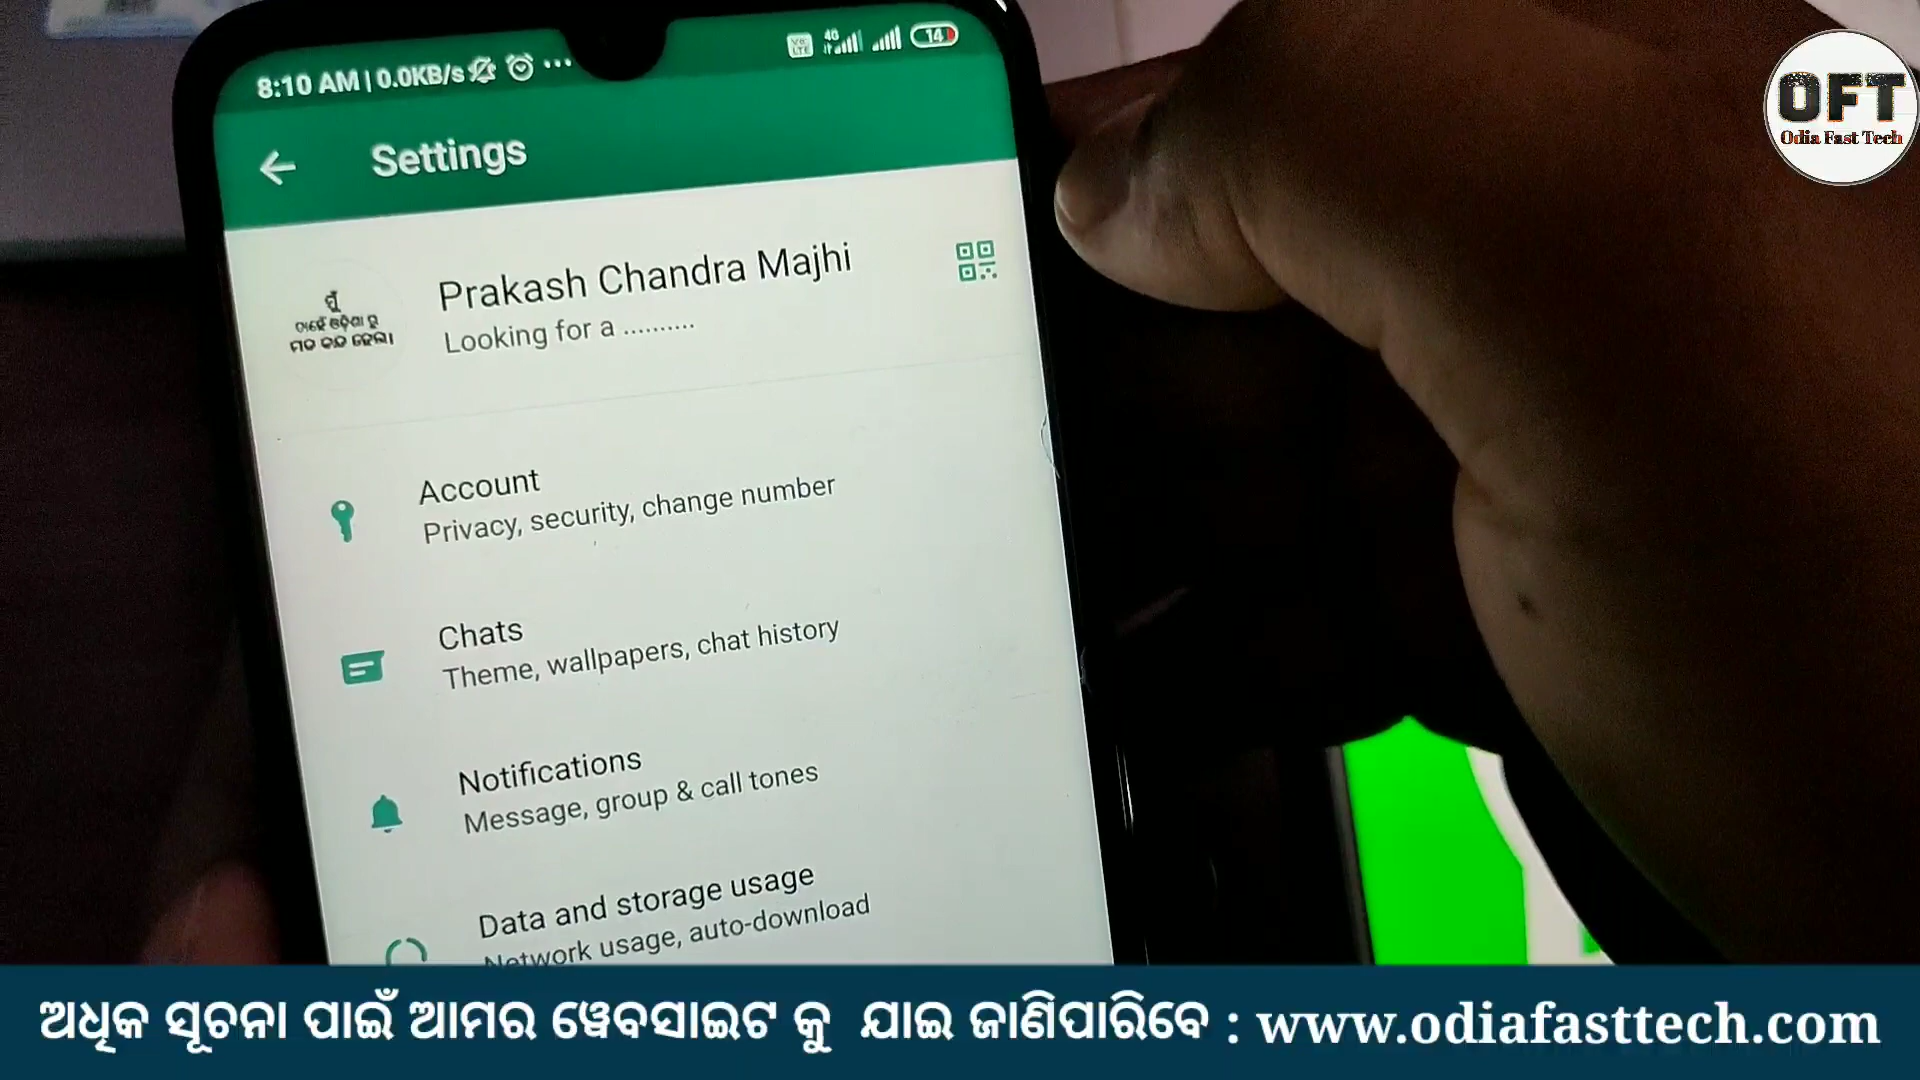 8:10 AM | 0.0KB/s
4G
14
Settings
Prakash Chandra Majhi
Looking for a ..........
ମୁଁ
Account
Privacy, security, change number
Chats
Theme, wallpapers, chat history
Notifications
Message, group & call tones
Data and storage usage
Network usage, auto-download
OFT
Odia Fast Tech
ଅଧିକ ସୂଚନା ପାଇଁ ଆମର ୱେବସାଇଟ କୁ ଯାଇ ଜାଣିପାରିବେ : www.odiafasttech.com